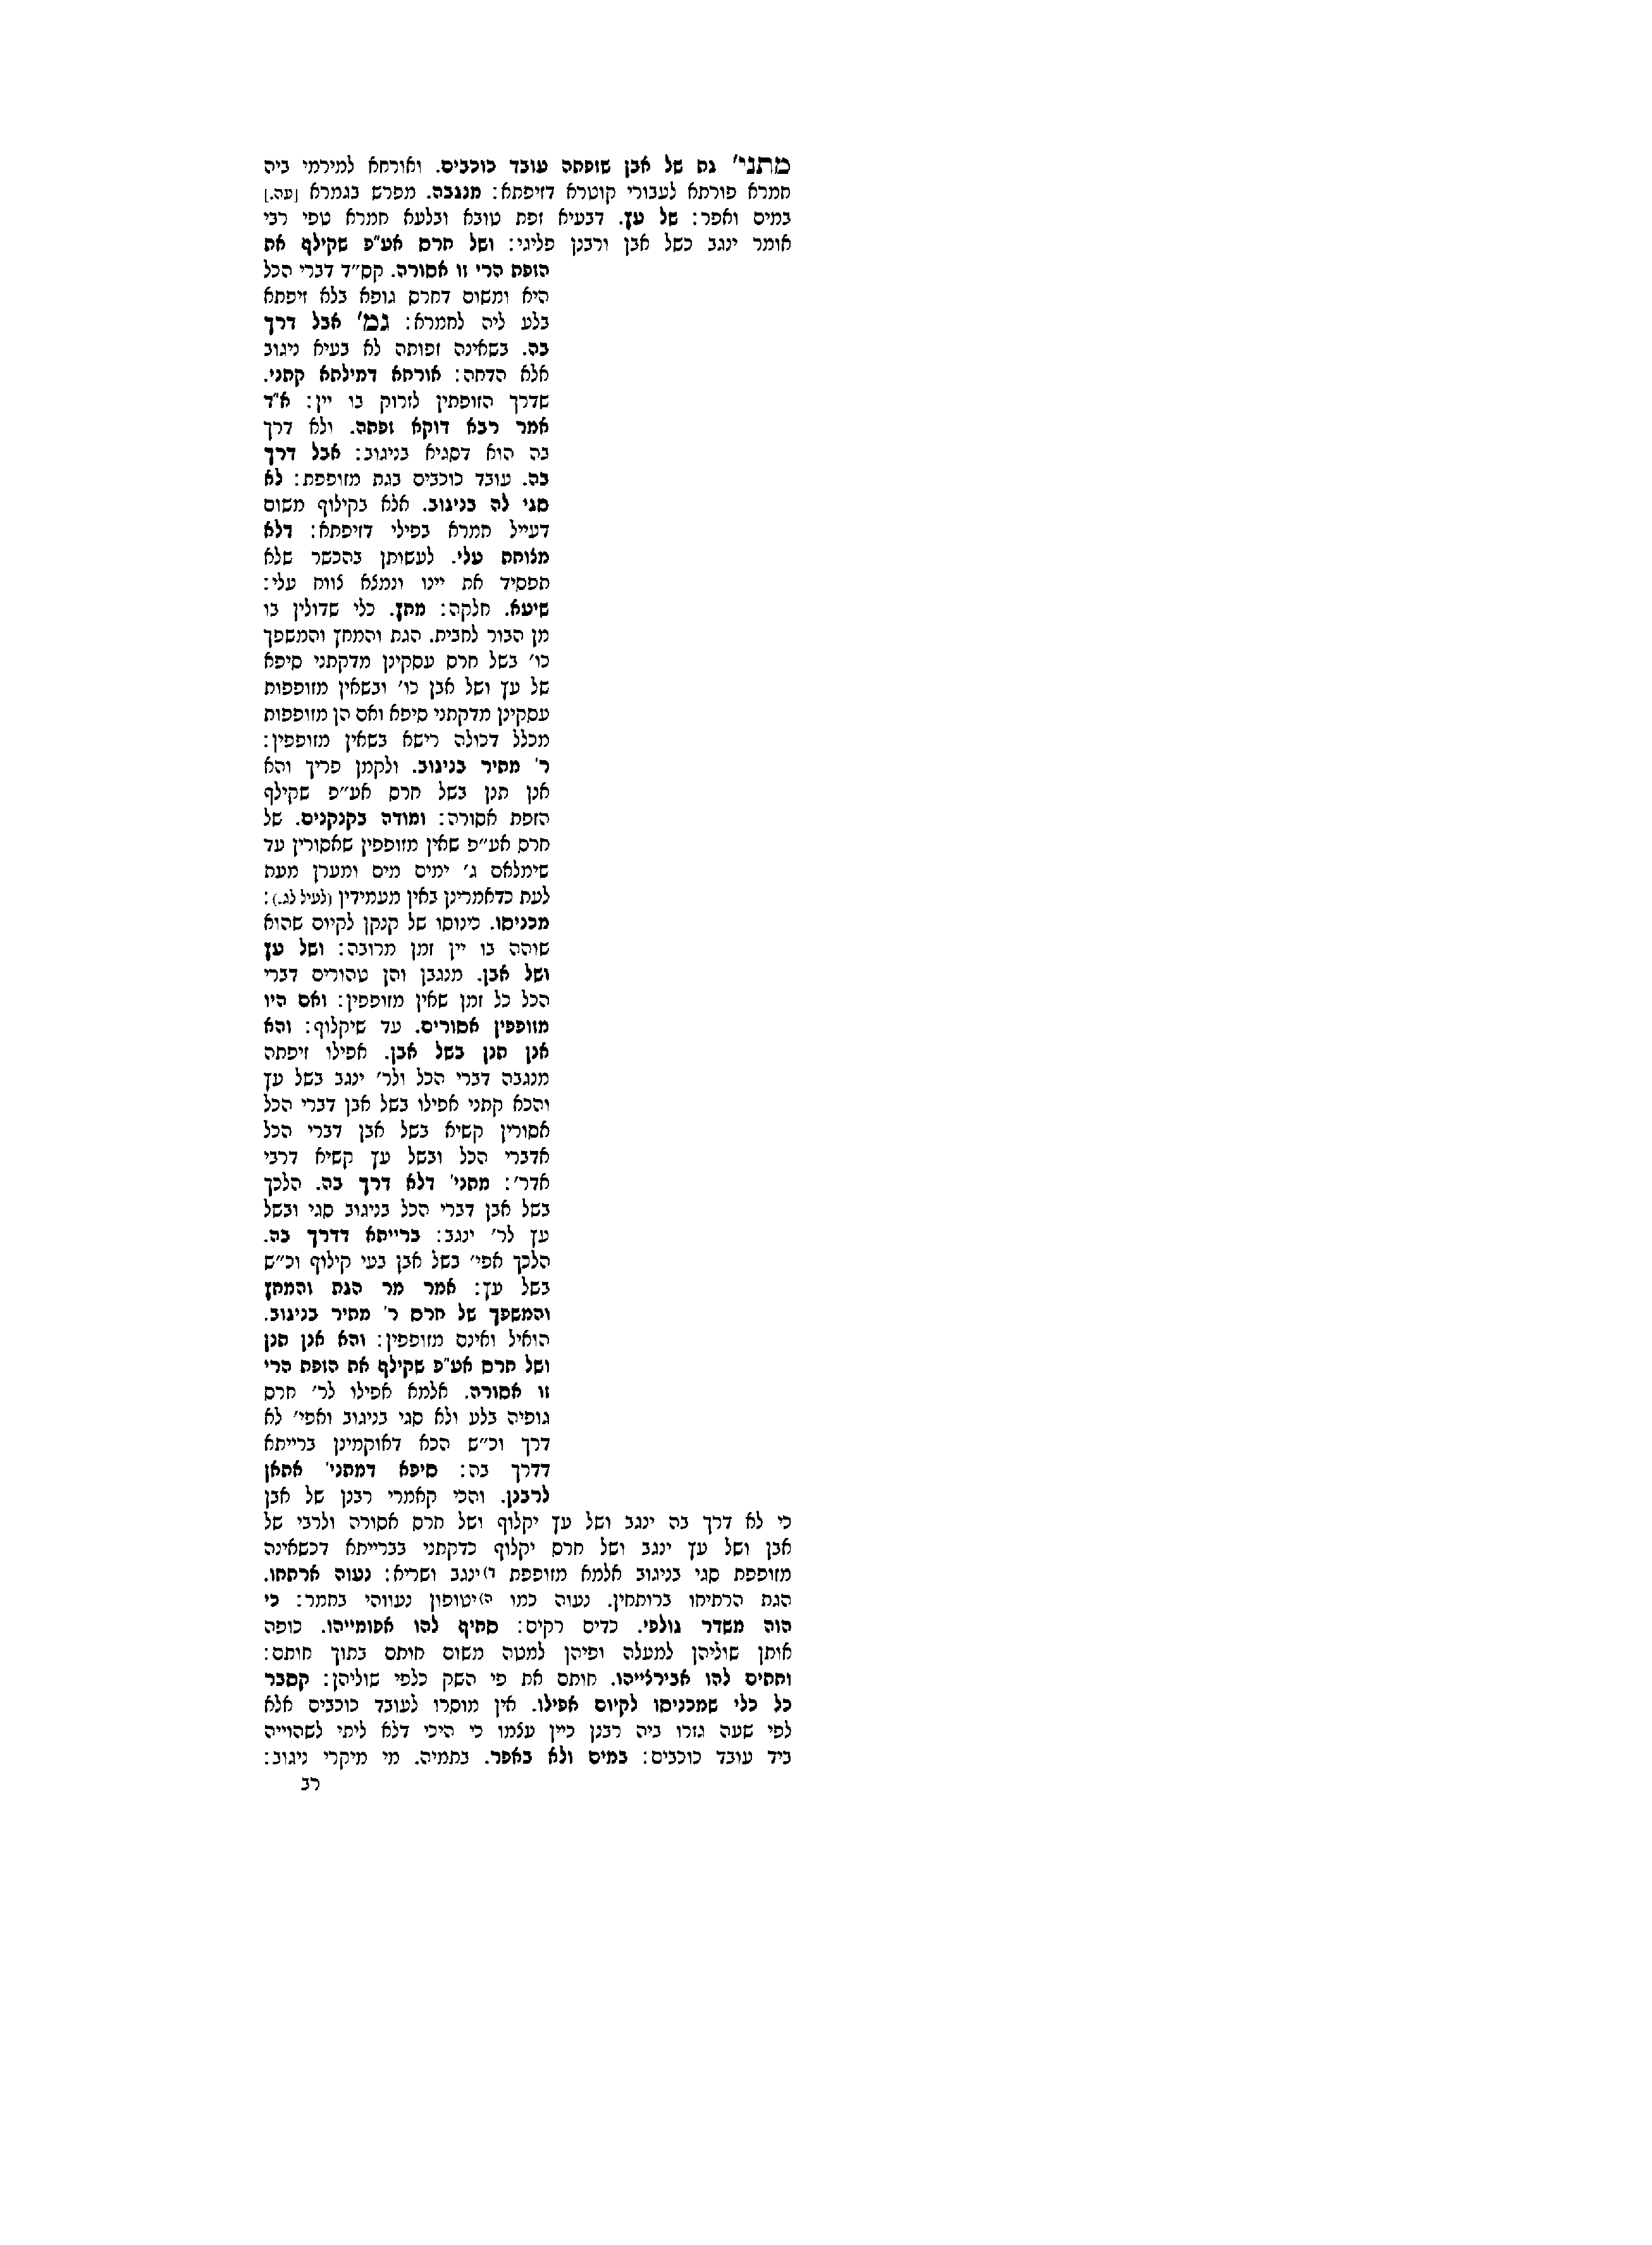 מתני' גת של אבן שזפתה עובד כוכבים. ואורחא למירמי ביה
חמרא פורתא לעבורי קוטרא דזיפתא: מנגבה. מפרש בגמרא [עה.]
במים ואפר: של עץ. דבעיא זפת טובא ובלעא חמרא טפי רבי
אומר ינגב כשל אבן ורבנן פליגי: ושל חרס אע"פ שקילף את
הזפת הרי זו אסורה. קס"ד דברי הכל
היא ומשום דחרס גופא בלא זיפתא
בלע ליה לחמרא: גמ' אבל דרך
בה. בשאינה זפותה לא בעיא ניגוב
אלא הדחה: אורחא דמילתא קתני.
שדרך הזופתין לזרוק בו יין: א"ד
אמר רבא דוקא זפתה. ולא דרך
בה הוא דסגיא בניגוב: אבל דרך
בה. עובד כוכבים בגת מזופפת: לא
סגי לה בניגוב. אלא בקילוף משום
דעייל חמרא בפילי דזיפתא: דלא
מלוחת עלי. לעשותן בהכשר שלא
תפסיד את יינו ונמצא צווח עלי:
שיעא. חלקה: מחץ. כלי שדולין בו
מן הבור לחבית. הגת והמחץ והמשפך
כו' בשל חרס עסקינן מדקתני סיפא
של עץ ושל אבן כו' ובשאין מזופפות
עסקינן מדקתני סיפא ואם הן מזופפות
מכלל דכולה רישא בשאין מזופפין:
ר' מתיר בניגוב. ולקמן פריך והא
אנן תנן בשל חרס אע"פ שקילף
הזפת אסורה: ומודה בקנקנים. של
חרס אע"פ שאין מזופפין שאסורין עד
שימלאם ג' ימים מים ומערן מעת
לעת כדאמרינן באין מעמידין (לעיל לג.):
מכניסו. כינוסו של קנקן לקיום שהוא
שוהה בו יין זמן מרובה: ושל עץ
ושל אבן. מנגבן והן טהורים דברי
הכל כל זמן שאין מזופפין: ואם היו
מזופפין אסורים. עד שיקלוף: והא
אנן תנן בשל אבן. אפילו זיפתה
מנגבה דברי הכל ולר' ינגב בשל עץ
והכא קתני אפילו בשל אבן דברי הכל
אסורין קשיא בשל אבן דברי הכל
אדברי הכל ובשל עץ קשיא דרבי
אדר': מתני' דלא דרך בה. הלכך
בשל אבן דברי הכל בניגוב סגי ובשל
עץ לר' ינגב: ברייתא דדרך בה.
הלכך אפי' בשל אבן בעי קילוף וכ"ש
בשל עץ: אמר מר הגת והמחץ
והמשפך של חרס ר' מתיר בניגוב.
הואיל ואינם מזופפין: והא אנן תנן
ושל חרס אע"פ שקילף את הזפת הרי
זו אסורה. אלמא אפילו לר' חרס
גופיה בלע ולא סגי בניגוב ואפי' לא
דרך וכ"ש הכא דאוקמינן ברייתא
דדרך בה: סיפא דמתני' אתאן
לרבנן. והכי קאמרי רבנן של אבן
כי לא דרך בה ינגב ושל עץ יקלוף ושל חרס אסורה ולרבי של
אבן ושל עץ ינגב ושל חרס יקלוף כדקתני בברייתא דכשאינה
מזופפת סגי בניגוב אלמא מזופפת ד) ינגב ושריא: נעוה ארתחו.
הגת הרתיחו ברותחין. נעוה כמו ה) יטופון נעווהי בחמר: כי
הוה משדר גולפי. כדים רקים: סחיף להו אפומייהו. כופה
אותן שוליהן למעלה ופיהן למטה משום חותם בתוך חותם:
וחתים להו אבירצייהו. חותם את פי השק כלפי שוליהן: קסבר
כל כלי שמכניסו לקיום אפילו. אין מוסרו לעובד כוכבים אלא
לפי שעה גזרו ביה רבנן כיין עצמו כי היכי דלא ליתי לשהוייה
ביד עובד כוכבים: במים ולא באפר. בתמיה. מי מיקרי ניגוב:
רב